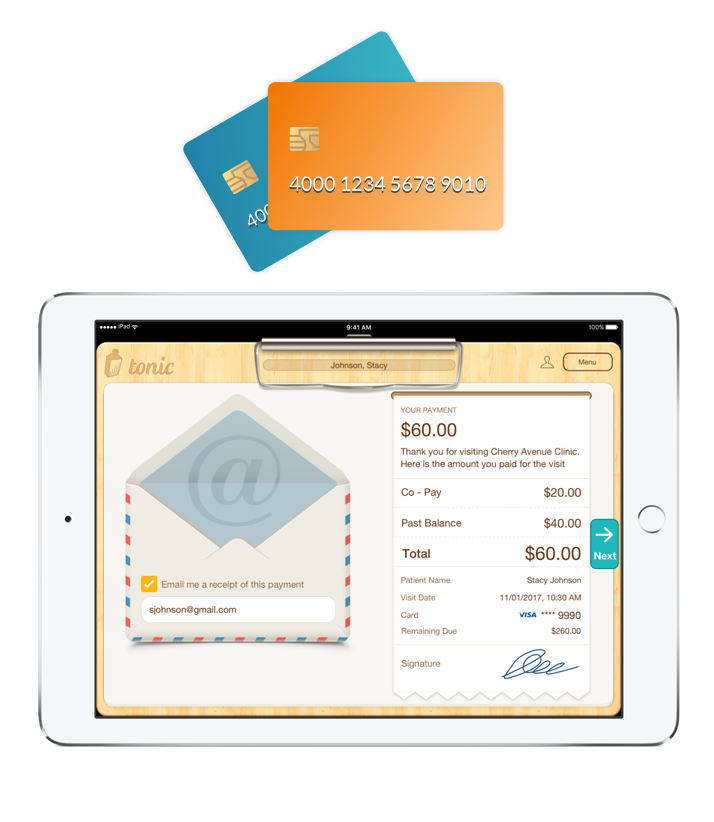 4000 1234 5678 9010
400
iPad
9:41 AM
100%
tonic
Johnson, Stacy
Menu
@
Email me a receipt of this payment
sjohnson@gmail.com
YOUR PAYMENT
$60.00
Thank you for visiting Cherry Avenue Clinic.
Here is the amount you paid for the visit
Co - Pay $20.00
Past Balance $40.00
Total $60.00
Patient Name Stacy Johnson
Visit Date 11/01/2017, 10:30 AM
Card VISA **** 9990
Remaining Due $260.00
Signature
Next